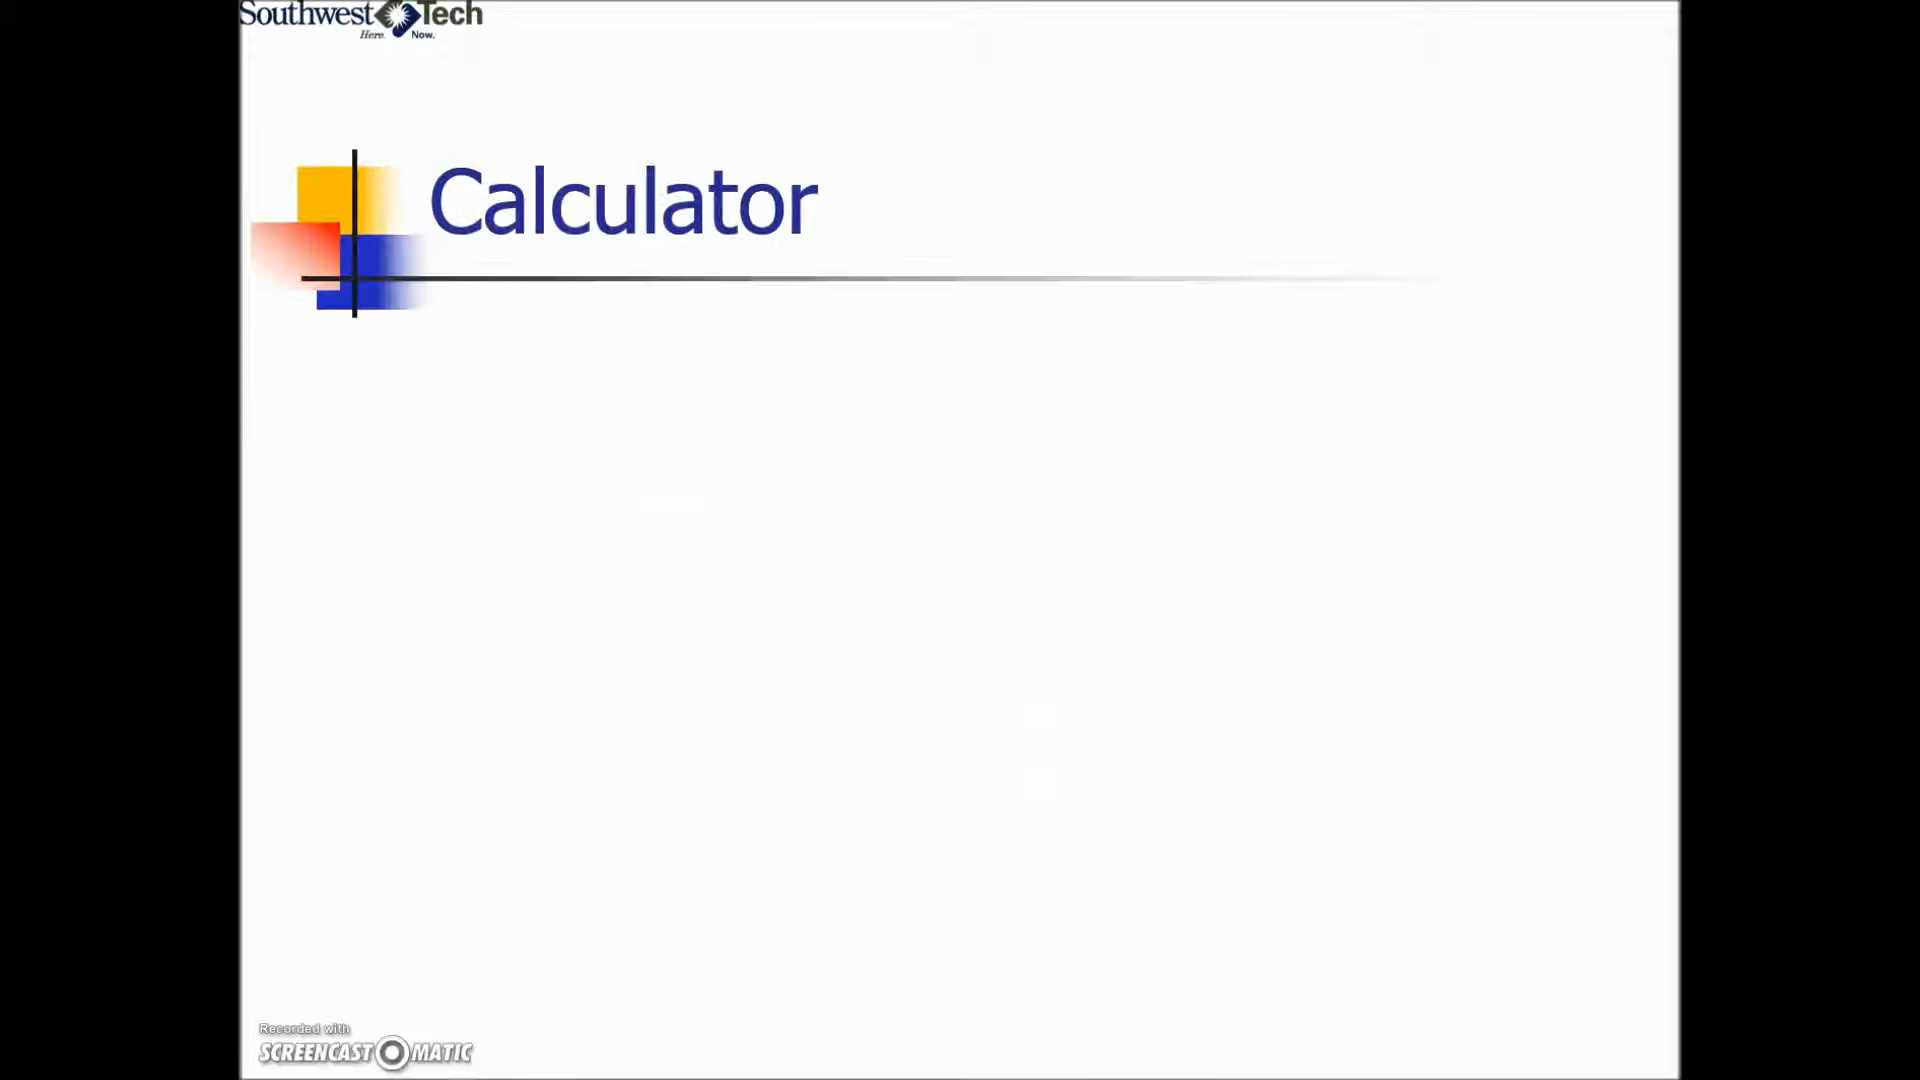 Southwest Tech
Here. Now.
Calculator
Recorded with
SCREENCAST O MATIC